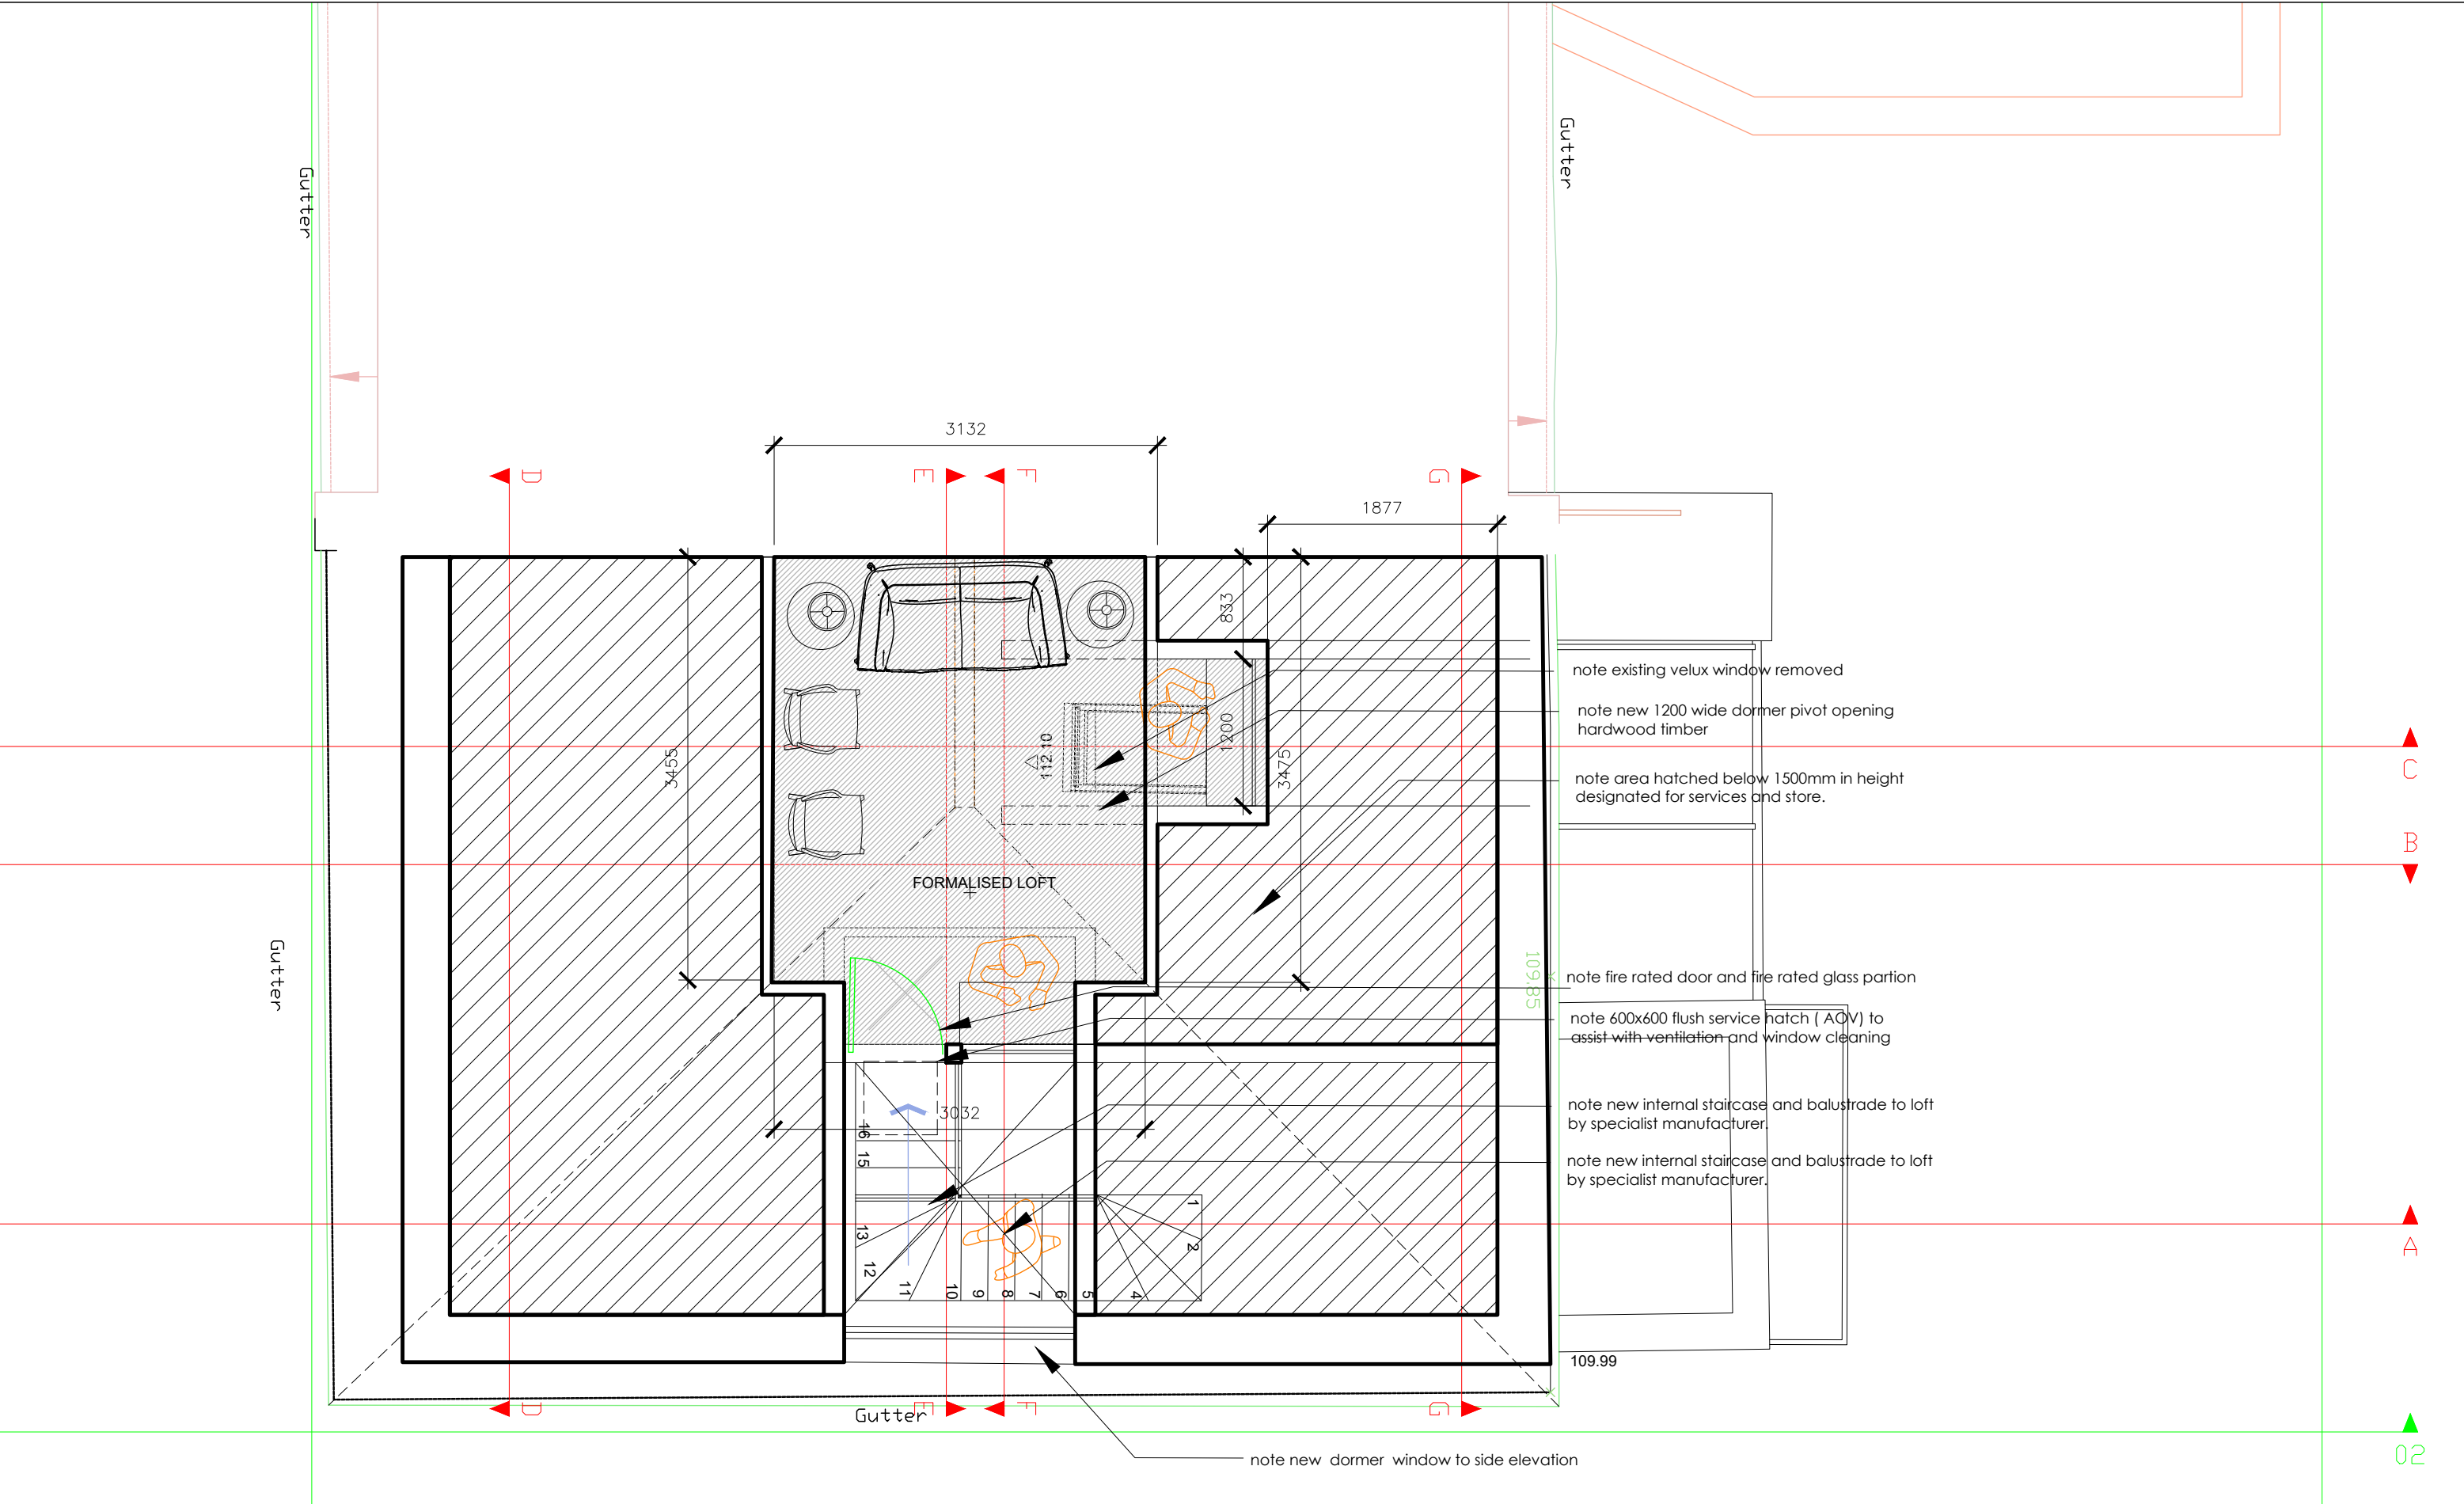 Gutter
Gutter
3132
D
E
F
G
1877
833
note existing velux window removed
note new 1200 wide dormer pivot opening
hardwood timber
1200
112.10
3455
3475
C
note area hatched below 1500mm in height
designated for services and store.
B
FORMALISED LOFT
Gutter
109.85
note fire rated door and fire rated glass partion
note 600x600 flush service hatch ( AOV) to
assist with ventilation and window cleaning
3032
note new internal staircase and balustrade to loft
by specialist manufacturer.
16
15
note new internal staircase and balustrade to loft
by specialist manufacturer.
1
13
2
A
12
11
10
9
8
7
6
5
4
109.99
D
Gutter
E
F
G
note new dormer window to side elevation
02